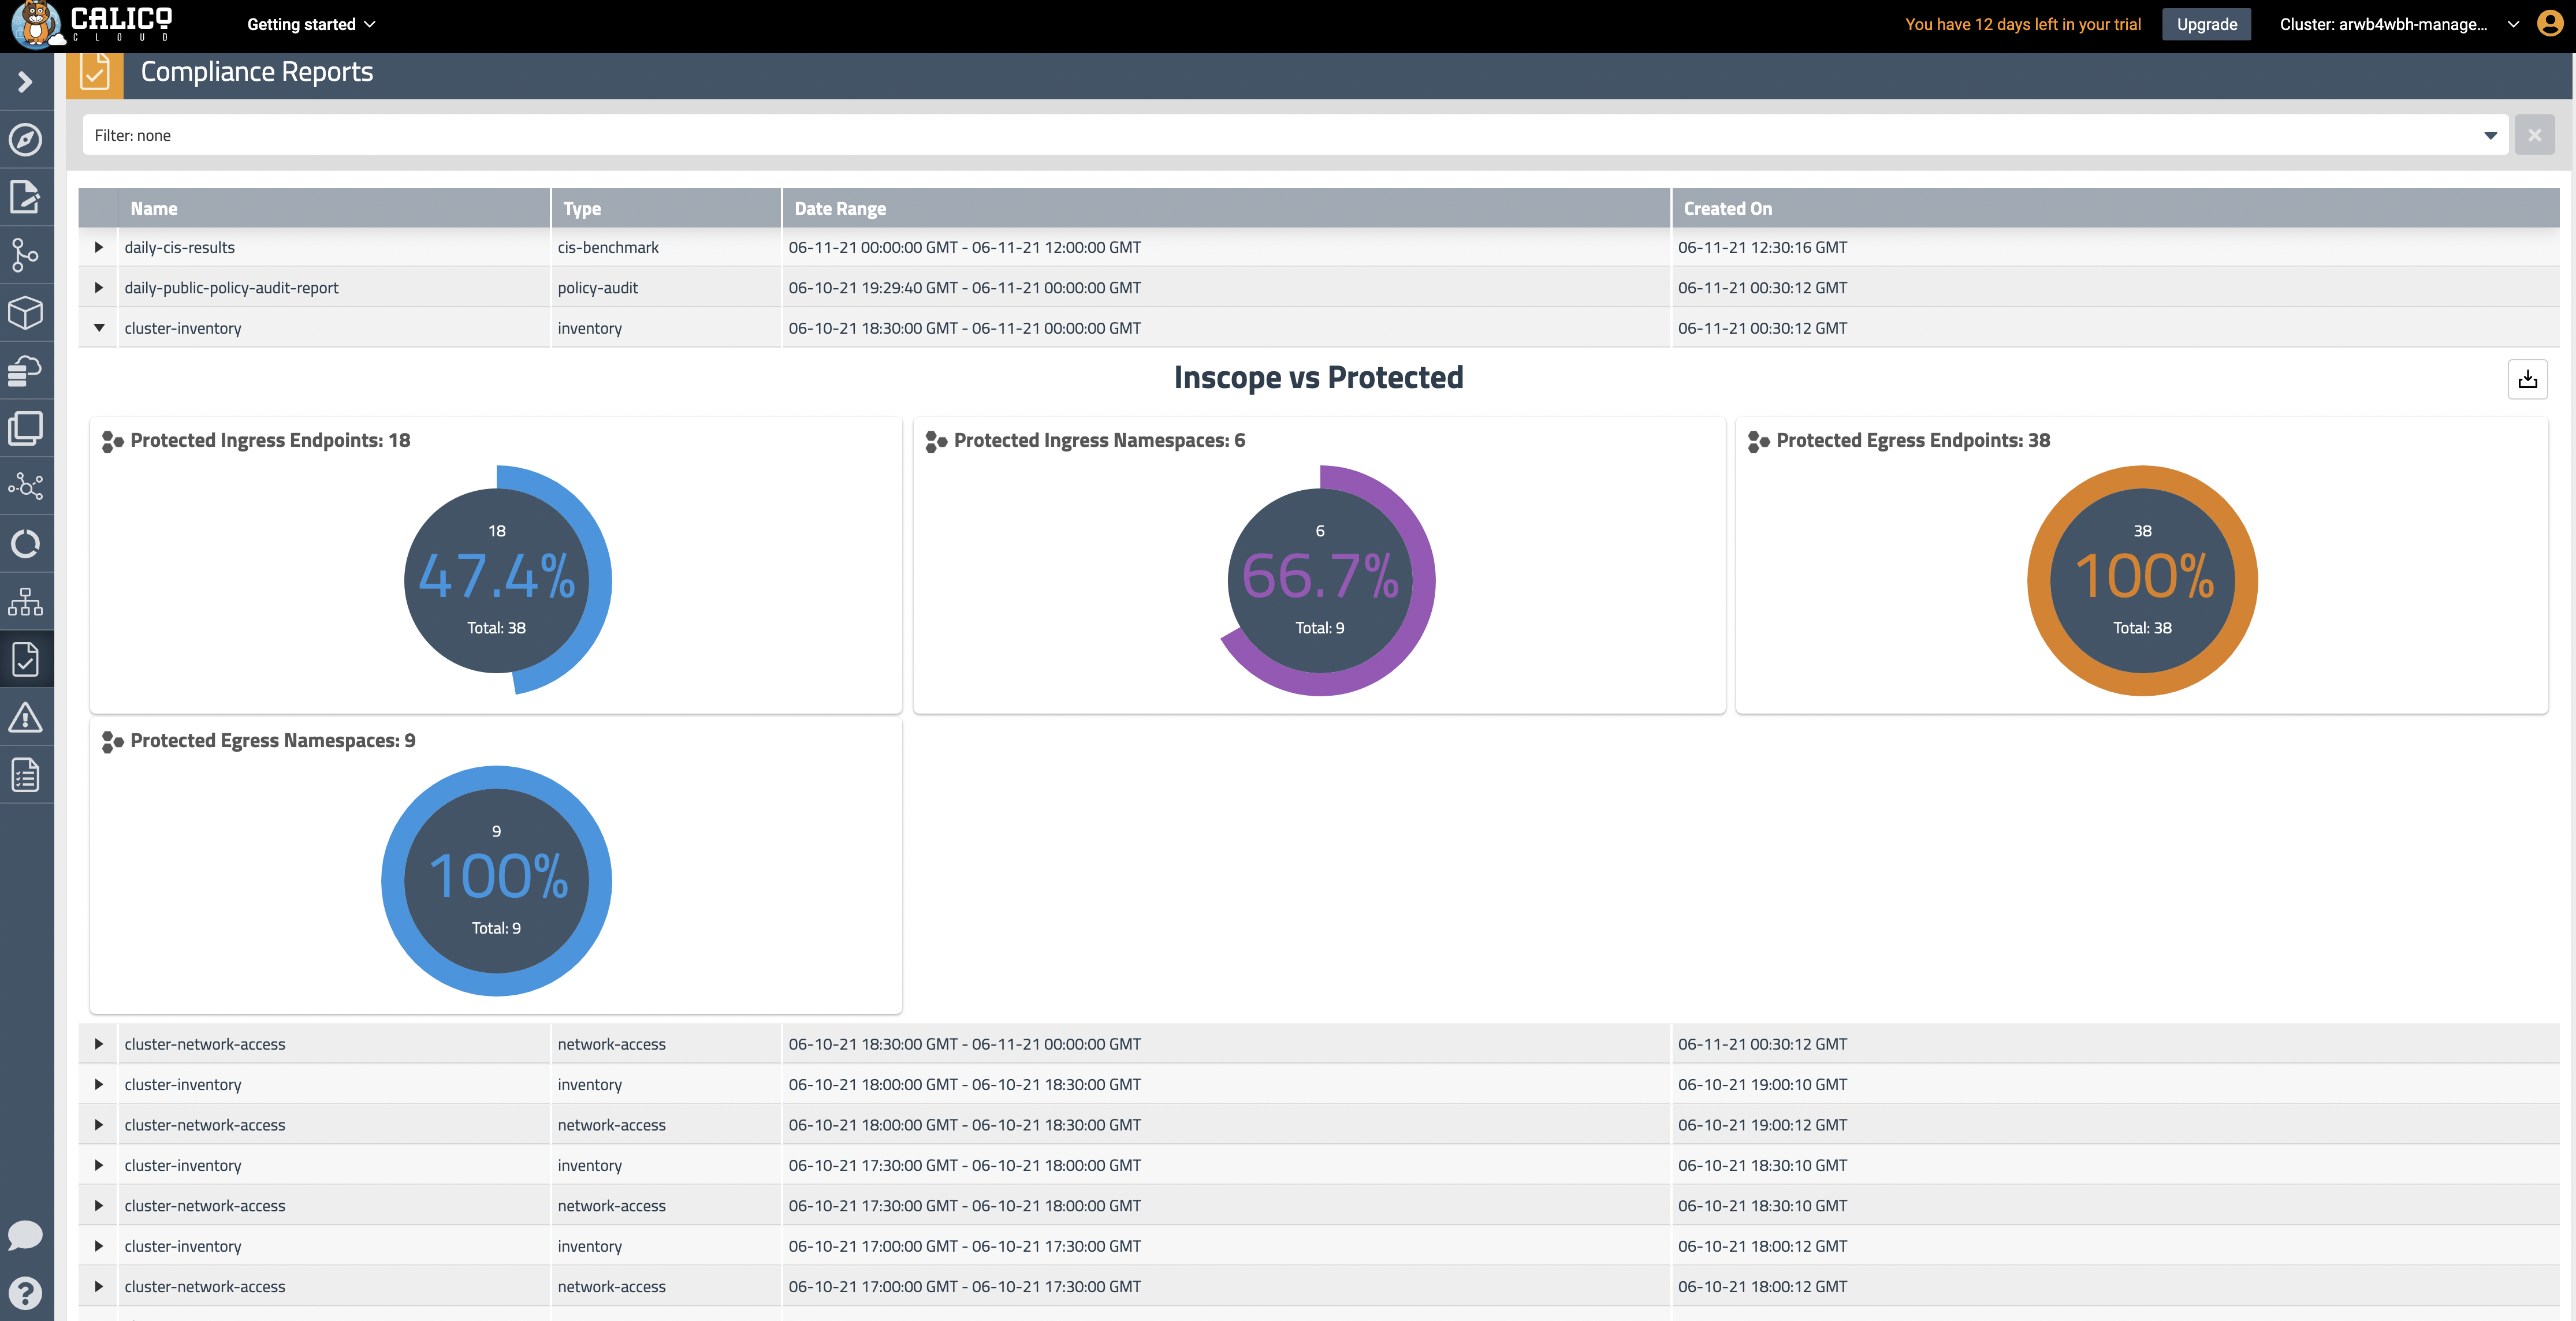 CALICO
CLOUD
Getting started
You have 12 days left in your trial
Upgrade
Cluster: arwb4wbh-manage...
Compliance Reports
Filter: none
Name Type Date Range Created On
daily-cis-results cis-benchmark 06-11-21 00:00:00 GMT - 06-11-21 12:00:00 GMT 06-11-21 12:30:16 GMT
daily-public-policy-audit-report policy-audit 06-10-21 19:29:40 GMT - 06-11-21 00:00:00 GMT 06-11-21 00:30:12 GMT
cluster-inventory inventory 06-10-21 18:30:00 GMT - 06-11-21 00:00:00 GMT 06-11-21 00:30:12 GMT
Inscope vs Protected
Protected Ingress Endpoints: 18
18
47.4%
Total: 38
Protected Ingress Namespaces: 6
6
66.7%
Total: 9
Protected Egress Endpoints: 38
38
100%
Total: 38
Protected Egress Namespaces: 9
9
100%
Total: 9
cluster-network-access network-access 06-10-21 18:30:00 GMT - 06-11-21 00:00:00 GMT 06-11-21 00:30:12 GMT
cluster-inventory inventory 06-10-21 18:00:00 GMT - 06-10-21 18:30:00 GMT 06-10-21 19:00:10 GMT
cluster-network-access network-access 06-10-21 18:00:00 GMT - 06-10-21 18:30:00 GMT 06-10-21 19:00:12 GMT
cluster-inventory inventory 06-10-21 17:30:00 GMT - 06-10-21 18:00:00 GMT 06-10-21 18:30:10 GMT
cluster-network-access network-access 06-10-21 17:30:00 GMT - 06-10-21 18:00:00 GMT 06-10-21 18:30:10 GMT
cluster-inventory inventory 06-10-21 17:00:00 GMT - 06-10-21 17:30:00 GMT 06-10-21 18:00:12 GMT
cluster-network-access network-access 06-10-21 17:00:00 GMT - 06-10-21 17:30:00 GMT 06-10-21 18:00:12 GMT